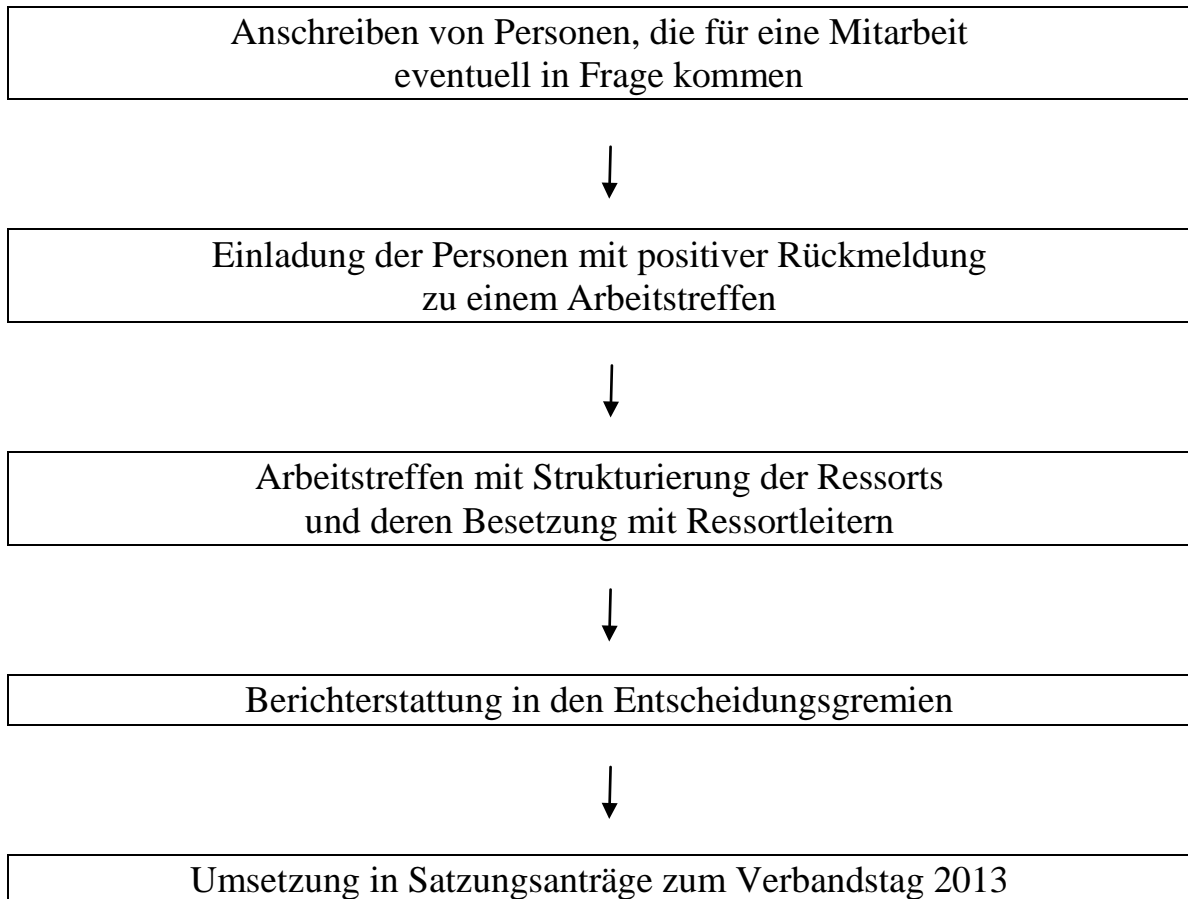 Anschreiben von Personen, die für eine Mitarbeit
eventuell in Frage kommen
Einladung der Personen mit positiver Rückmeldung
zu einem Arbeitstreffen
Arbeitstreffen mit Strukturierung der Ressorts
und deren Besetzung mit Ressortleitern
Berichterstattung in den Entscheidungsgremien
Umsetzung in Satzungsanträge zum Verbandstag 2013